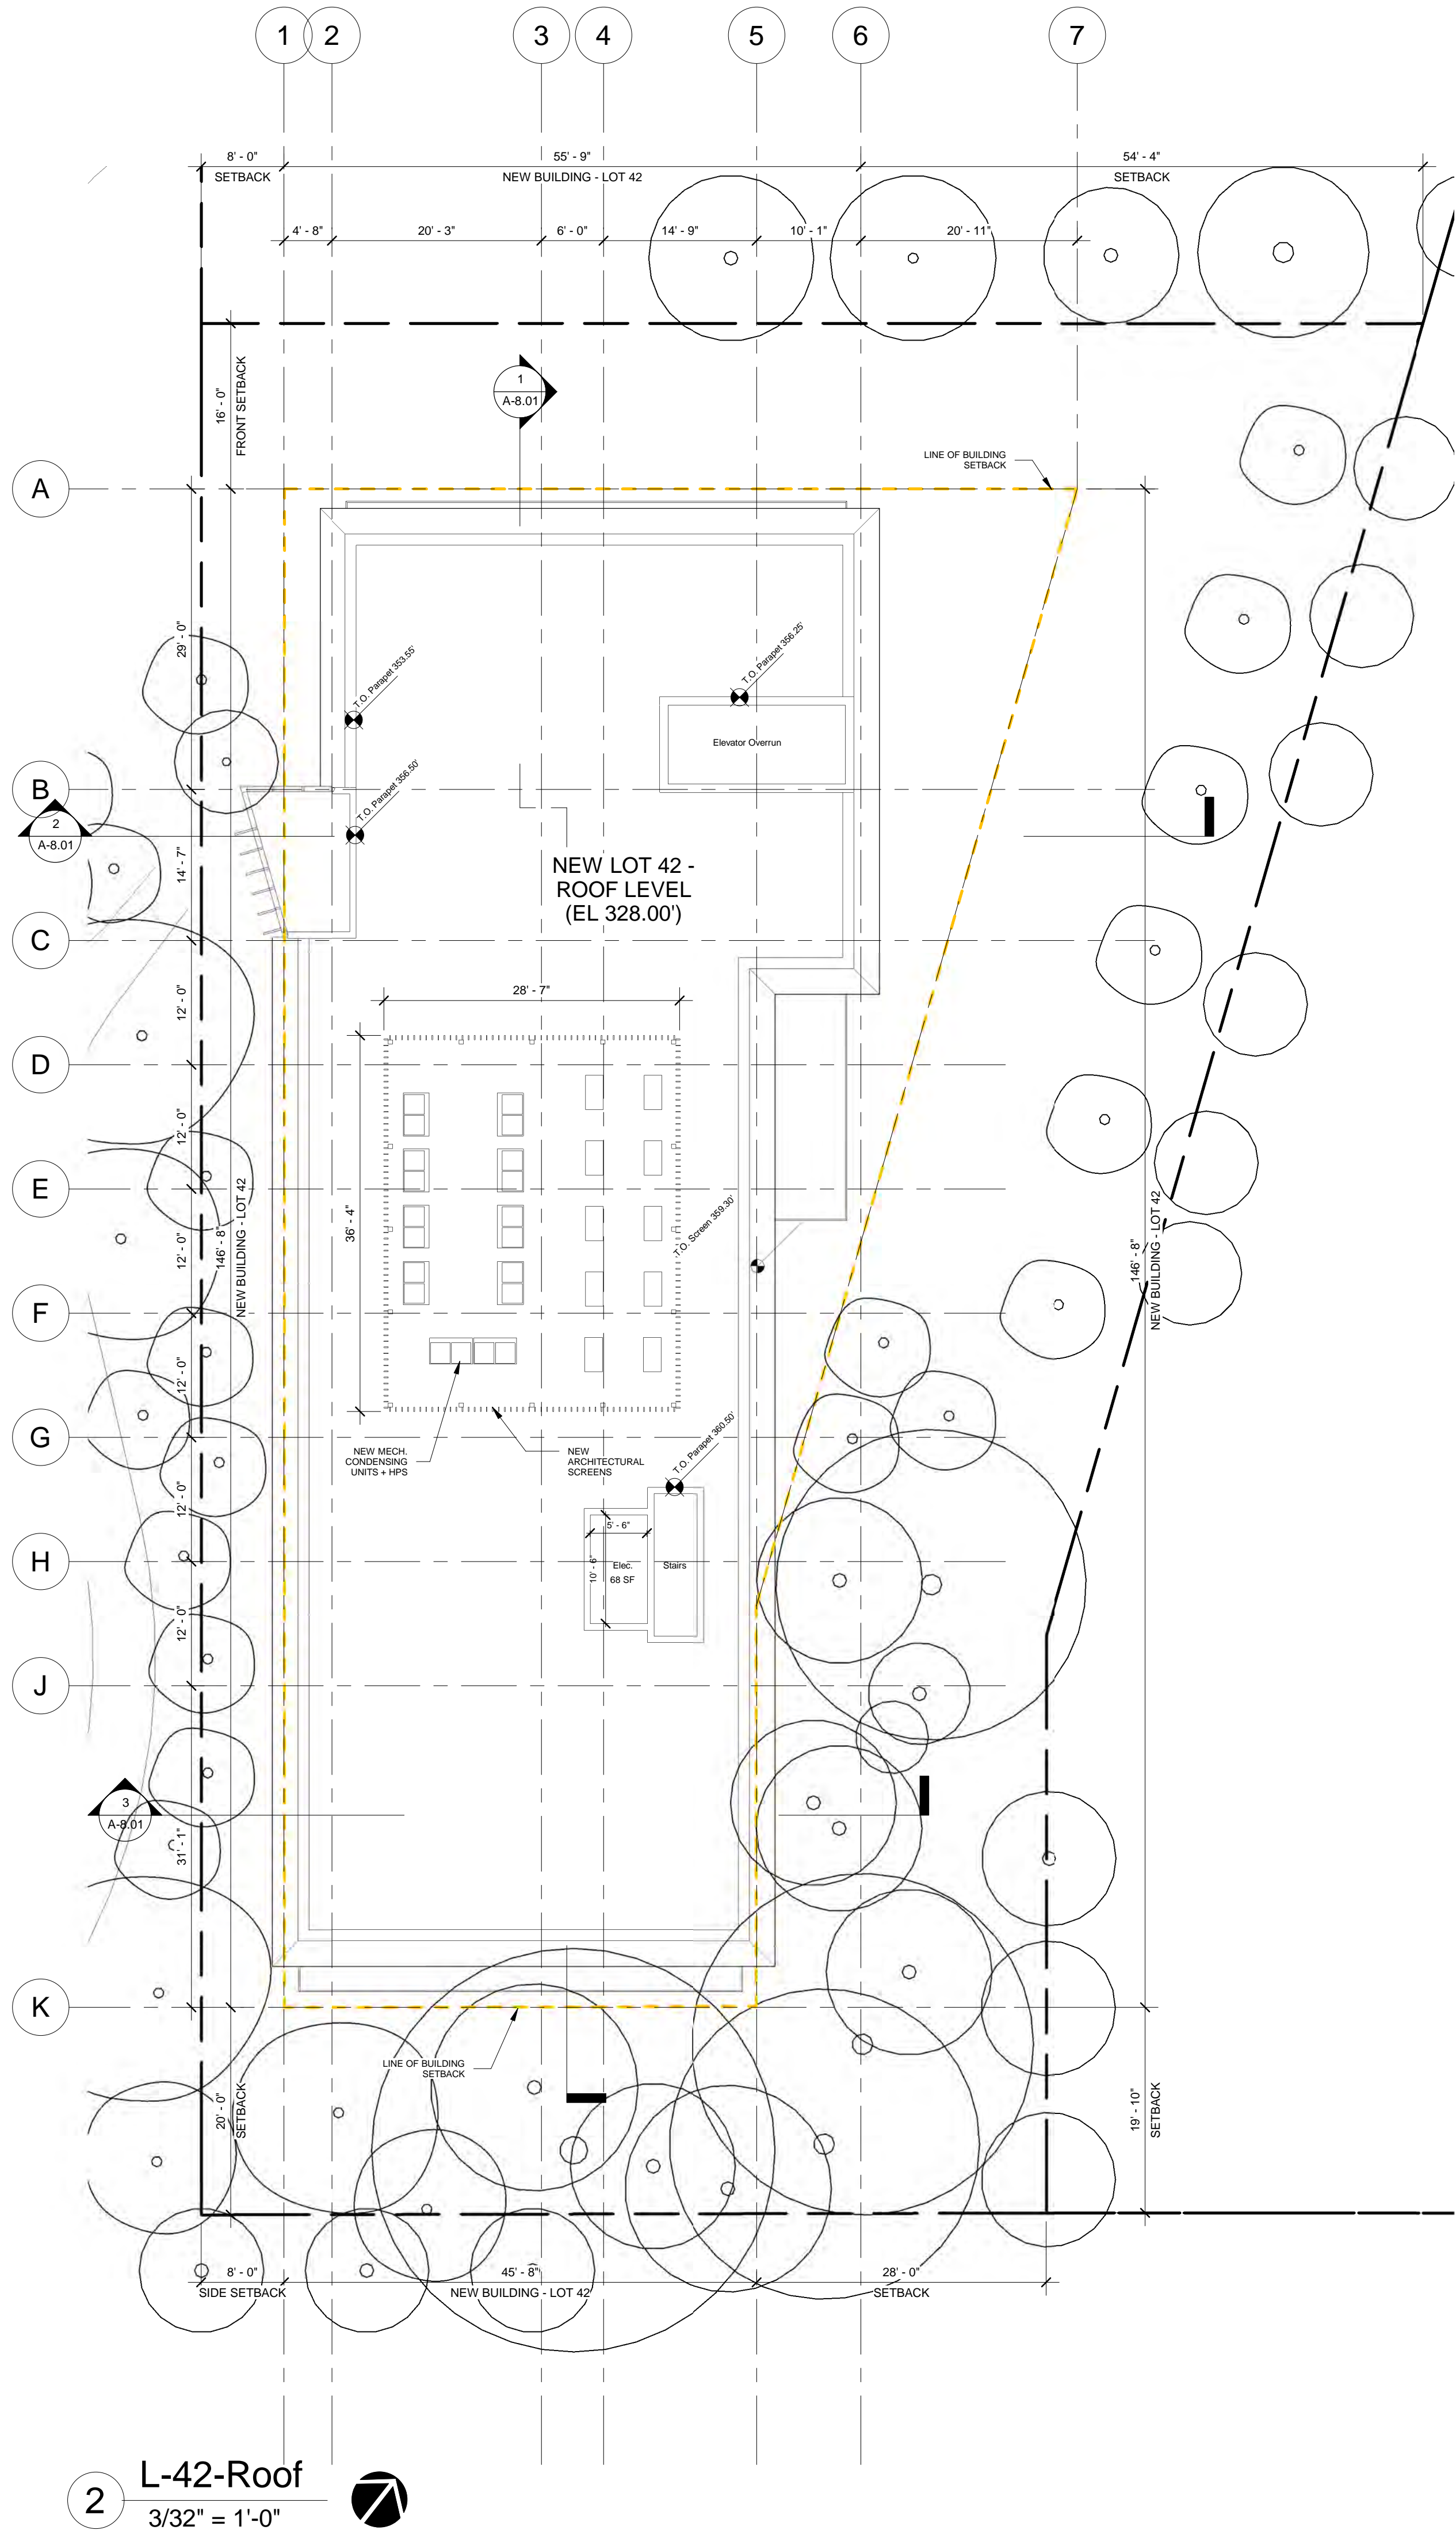 1 2 3 4 5 6 7
8' - 0" 55' - 9" 54' - 4"
SETBACK NEW BUILDING - LOT 42 SETBACK
4' - 8" 20' - 3" 6' - 0" 14' - 9" 10' - 1" 20' - 11"
16' - 0"
FRONT SETBACK
1
A-8.01
LINE OF BUILDING
SETBACK
A
29' - 0"
T.O. Parapet 353.55'
T.O. Parapet 356.25'
Elevator Overrun
B
T.O. Parapet 356.50'
2
A-8.01
14' - 7"
NEW LOT 42 -
ROOF LEVEL
(EL 328.00')
C
12' - 0"
28' - 7"
D
12' - 0"
E
36' - 4"
T.O. Screen 359.30'
12' - 0"
146' - 8"
NEW BUILDING - LOT 42
146' - 8"
NEW BUILDING - LOT 42
F
12' - 0"
G
NEW MECH.
CONDENSING
UNITS + HPS
NEW
ARCHITECTURAL
SCREENS
T.O. Parapet 360.50'
12' - 0"
5' - 6"
10' - 6"
H
Elec.
68 SF
Stairs
12' - 0"
J
3
A-8.01
31' - 1"
K
LINE OF BUILDING
SETBACK
20' - 0"
SETBACK
19' - 10"
SETBACK
8' - 0" 45' - 8" 28' - 0"
SIDE SETBACK NEW BUILDING - LOT 42 SETBACK
2
L-42-Roof
3/32" = 1'-0"